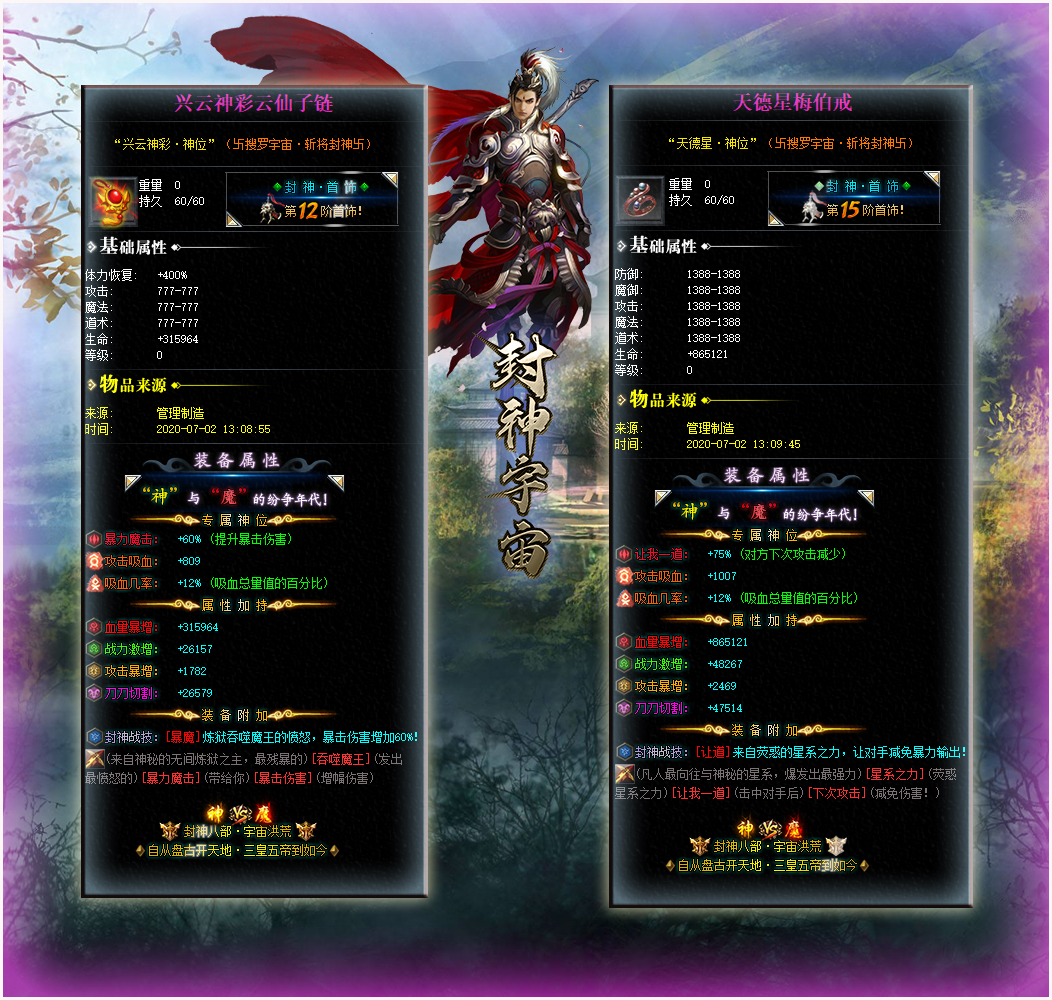 兴云神彩云仙子链
“兴云神彩·神位”（卐搜罗宇宙·斩将封神卐）
重量 0
持久 60/60
封神·首饰
第12阶首饰!
基础属性
体力恢复: +400%
攻击: 777-777
魔法: 777-777
道术: 777-777
生命: +315964
等级: 0
物品来源
来源: 管理制造
时间: 2020-07-02 13:08:55
装备属性
“神”与“魔”的纷争年代!
专属神位
暴力魔击: +60%（提升暴击伤害）
攻击吸血: +809
吸血几率: +12%（吸血总量值的百分比）
属性加持
血量暴增: +315964
战力激增: +26157
攻击暴增: +1782
刀刀切割: +26579
装备附加
封神战技: [暴魔]炼狱吞噬魔王的愤怒，暴击伤害增加60%!
(来自神秘的无间炼狱之主，最残暴的)[吞噬魔王](发出
最愤怒的)[暴力魔击](带给你)[暴击伤害](增幅伤害)
神VS魔
封神八部·宇宙洪荒
自从盘古开天地·三皇五帝到如今
封神宇宙
天德星梅伯戒
“天德星·神位”（卐搜罗宇宙·斩将封神卐）
重量 0
持久 60/60
封神·首饰
第15阶首饰!
基础属性
防御: 1388-1388
魔御: 1388-1388
攻击: 1388-1388
魔法: 1388-1388
道术: 1388-1388
生命: +865121
等级: 0
物品来源
来源: 管理制造
时间: 2020-07-02 13:09:45
装备属性
“神”与“魔”的纷争年代!
专属神位
让我一道: +75%（对方下次攻击减少）
攻击吸血: +1007
吸血几率: +12%（吸血总量值的百分比）
属性加持
血量暴增: +865121
战力激增: +48267
攻击暴增: +2469
刀刀切割: +47514
装备附加
封神战技: [让道]来自荧惑的星系之力，让对手减免暴力输出!
(凡人最向往与神秘的星系，爆发出最强力)[星系之力](荧惑
星系之力)[让我一道](击中对手后)[下次攻击](减免伤害！)
神VS魔
封神八部·宇宙洪荒
自从盘古开天地·三皇五帝到如今